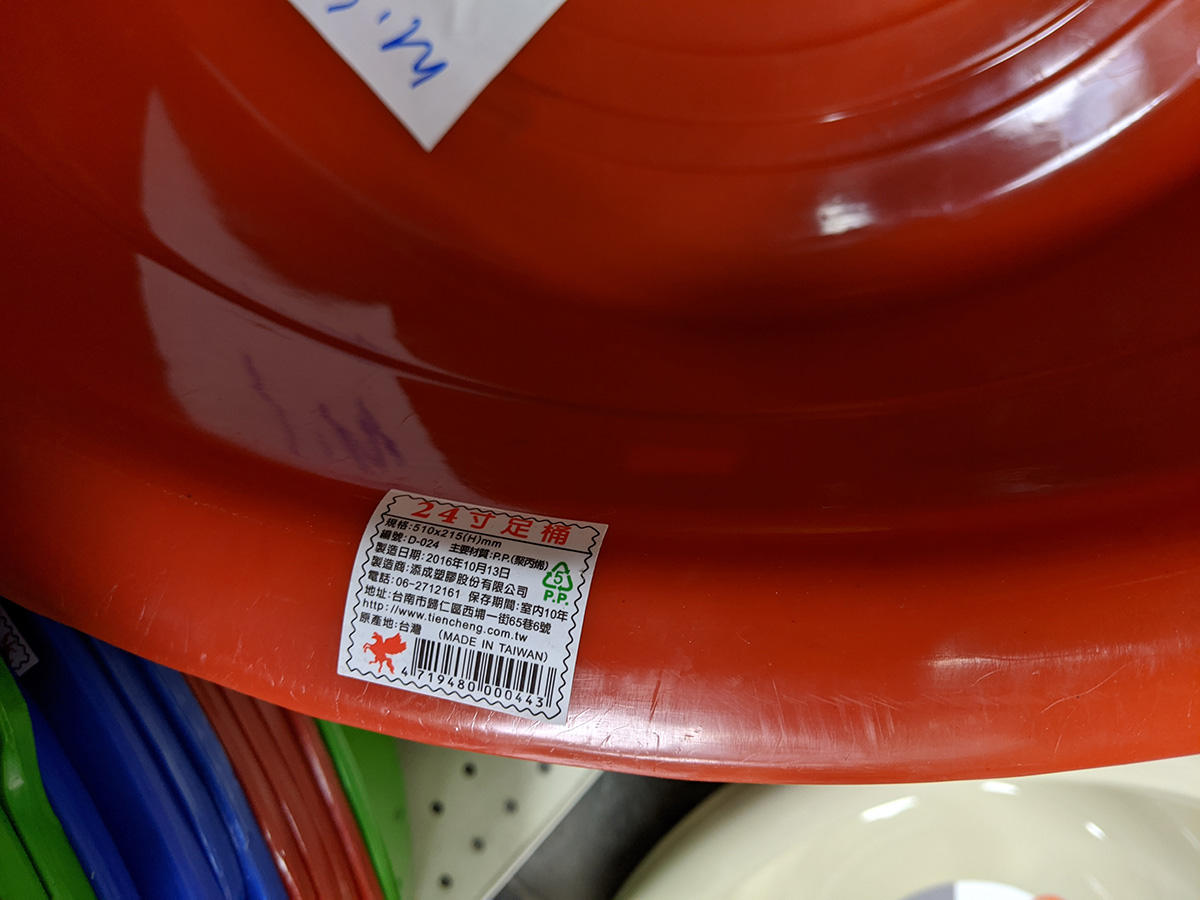 24寸足桶
規格:510x215(H)mm
編號:D-024 主要材質:P.P.(聚丙烯)
製造日期:2016年10月13日
製造商:添成塑膠股份有限公司
電話:06-2712161 保存期間:室內10年
地址:台南市歸仁區西埔一街65巷6號
http://www.tiencheng.com.tw
原產地:台灣 (MADE IN TAIWAN)
5
P.P.
4 719480 000443